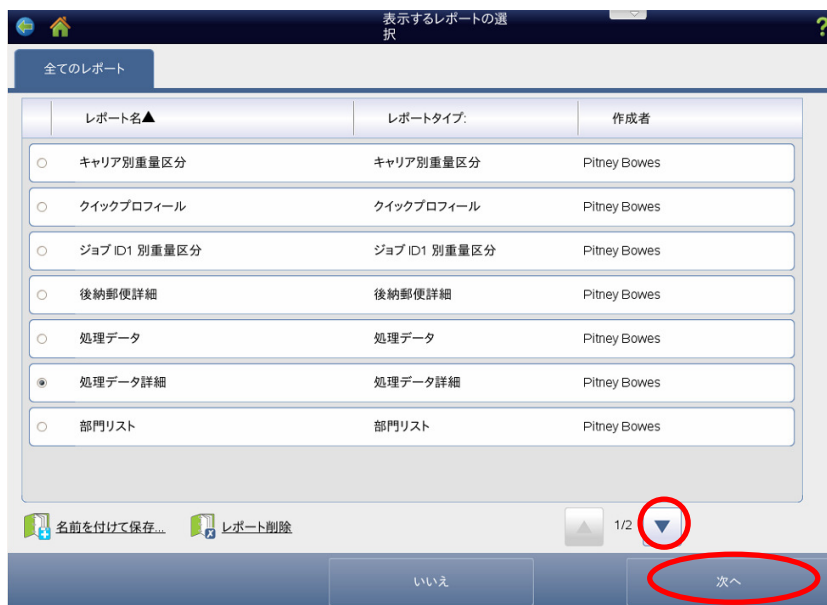 表示するレポートの選
択
?
全てのレポート
レポート名▲ レポートタイプ: 作成者
キャリア別重量区分 キャリア別重量区分 Pitney Bowes
クイックプロフィール クイックプロフィール Pitney Bowes
ジョブ ID1 別重量区分 ジョブ ID1 別重量区分 Pitney Bowes
後納郵便詳細 後納郵便詳細 Pitney Bowes
処理データ 処理データ Pitney Bowes
処理データ詳細 処理データ詳細 Pitney Bowes
部門リスト 部門リスト Pitney Bowes
名前を付けて保存... レポート削除 1/2
いいえ 次へ